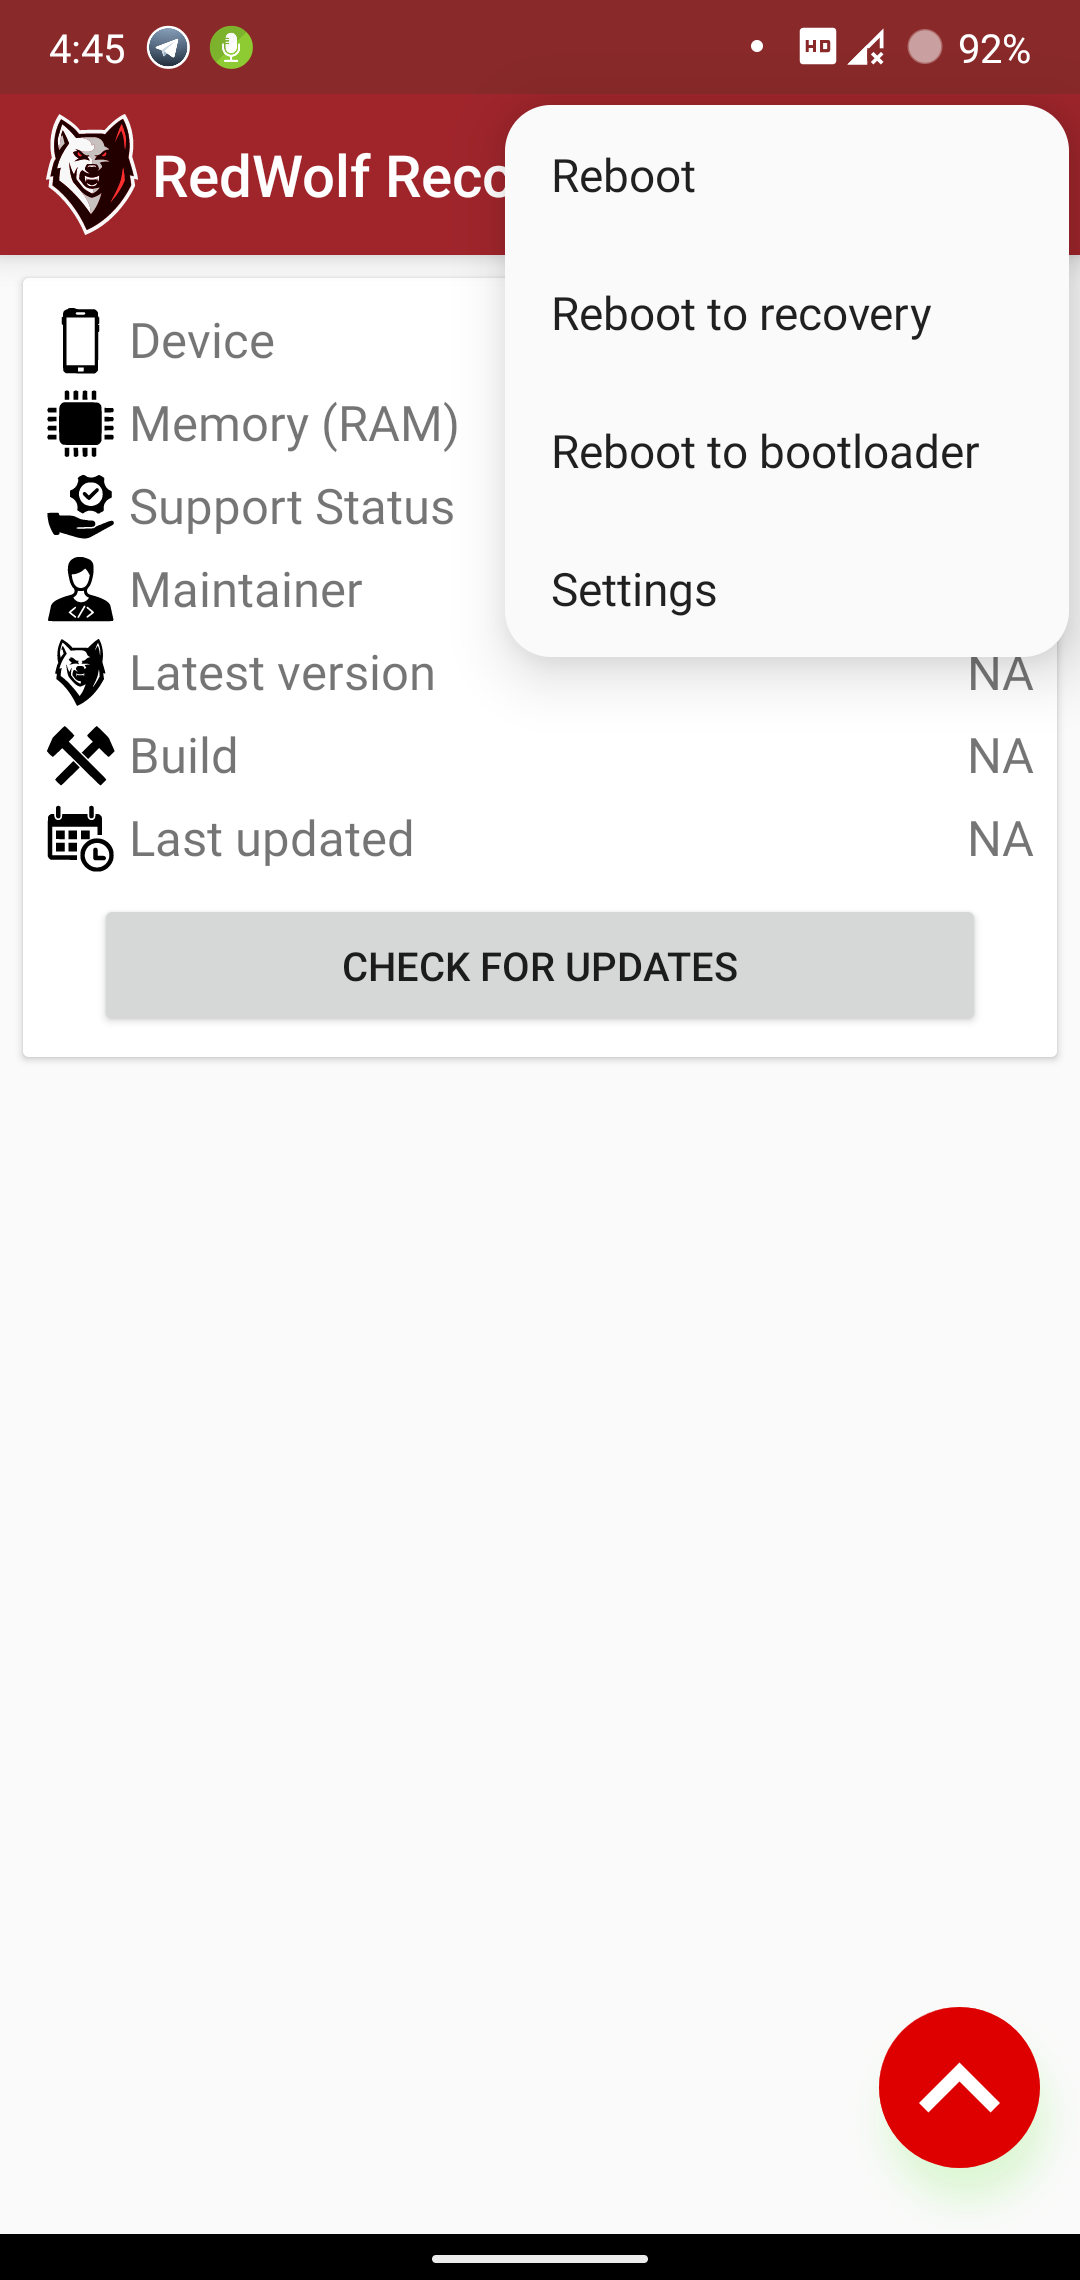 4:45
HD
92%
RedWolf Reco
Reboot
Reboot to recovery
Reboot to bootloader
Settings
Device
Memory (RAM)
Support Status
Maintainer
Latest version NA
Build NA
Last updated NA
CHECK FOR UPDATES